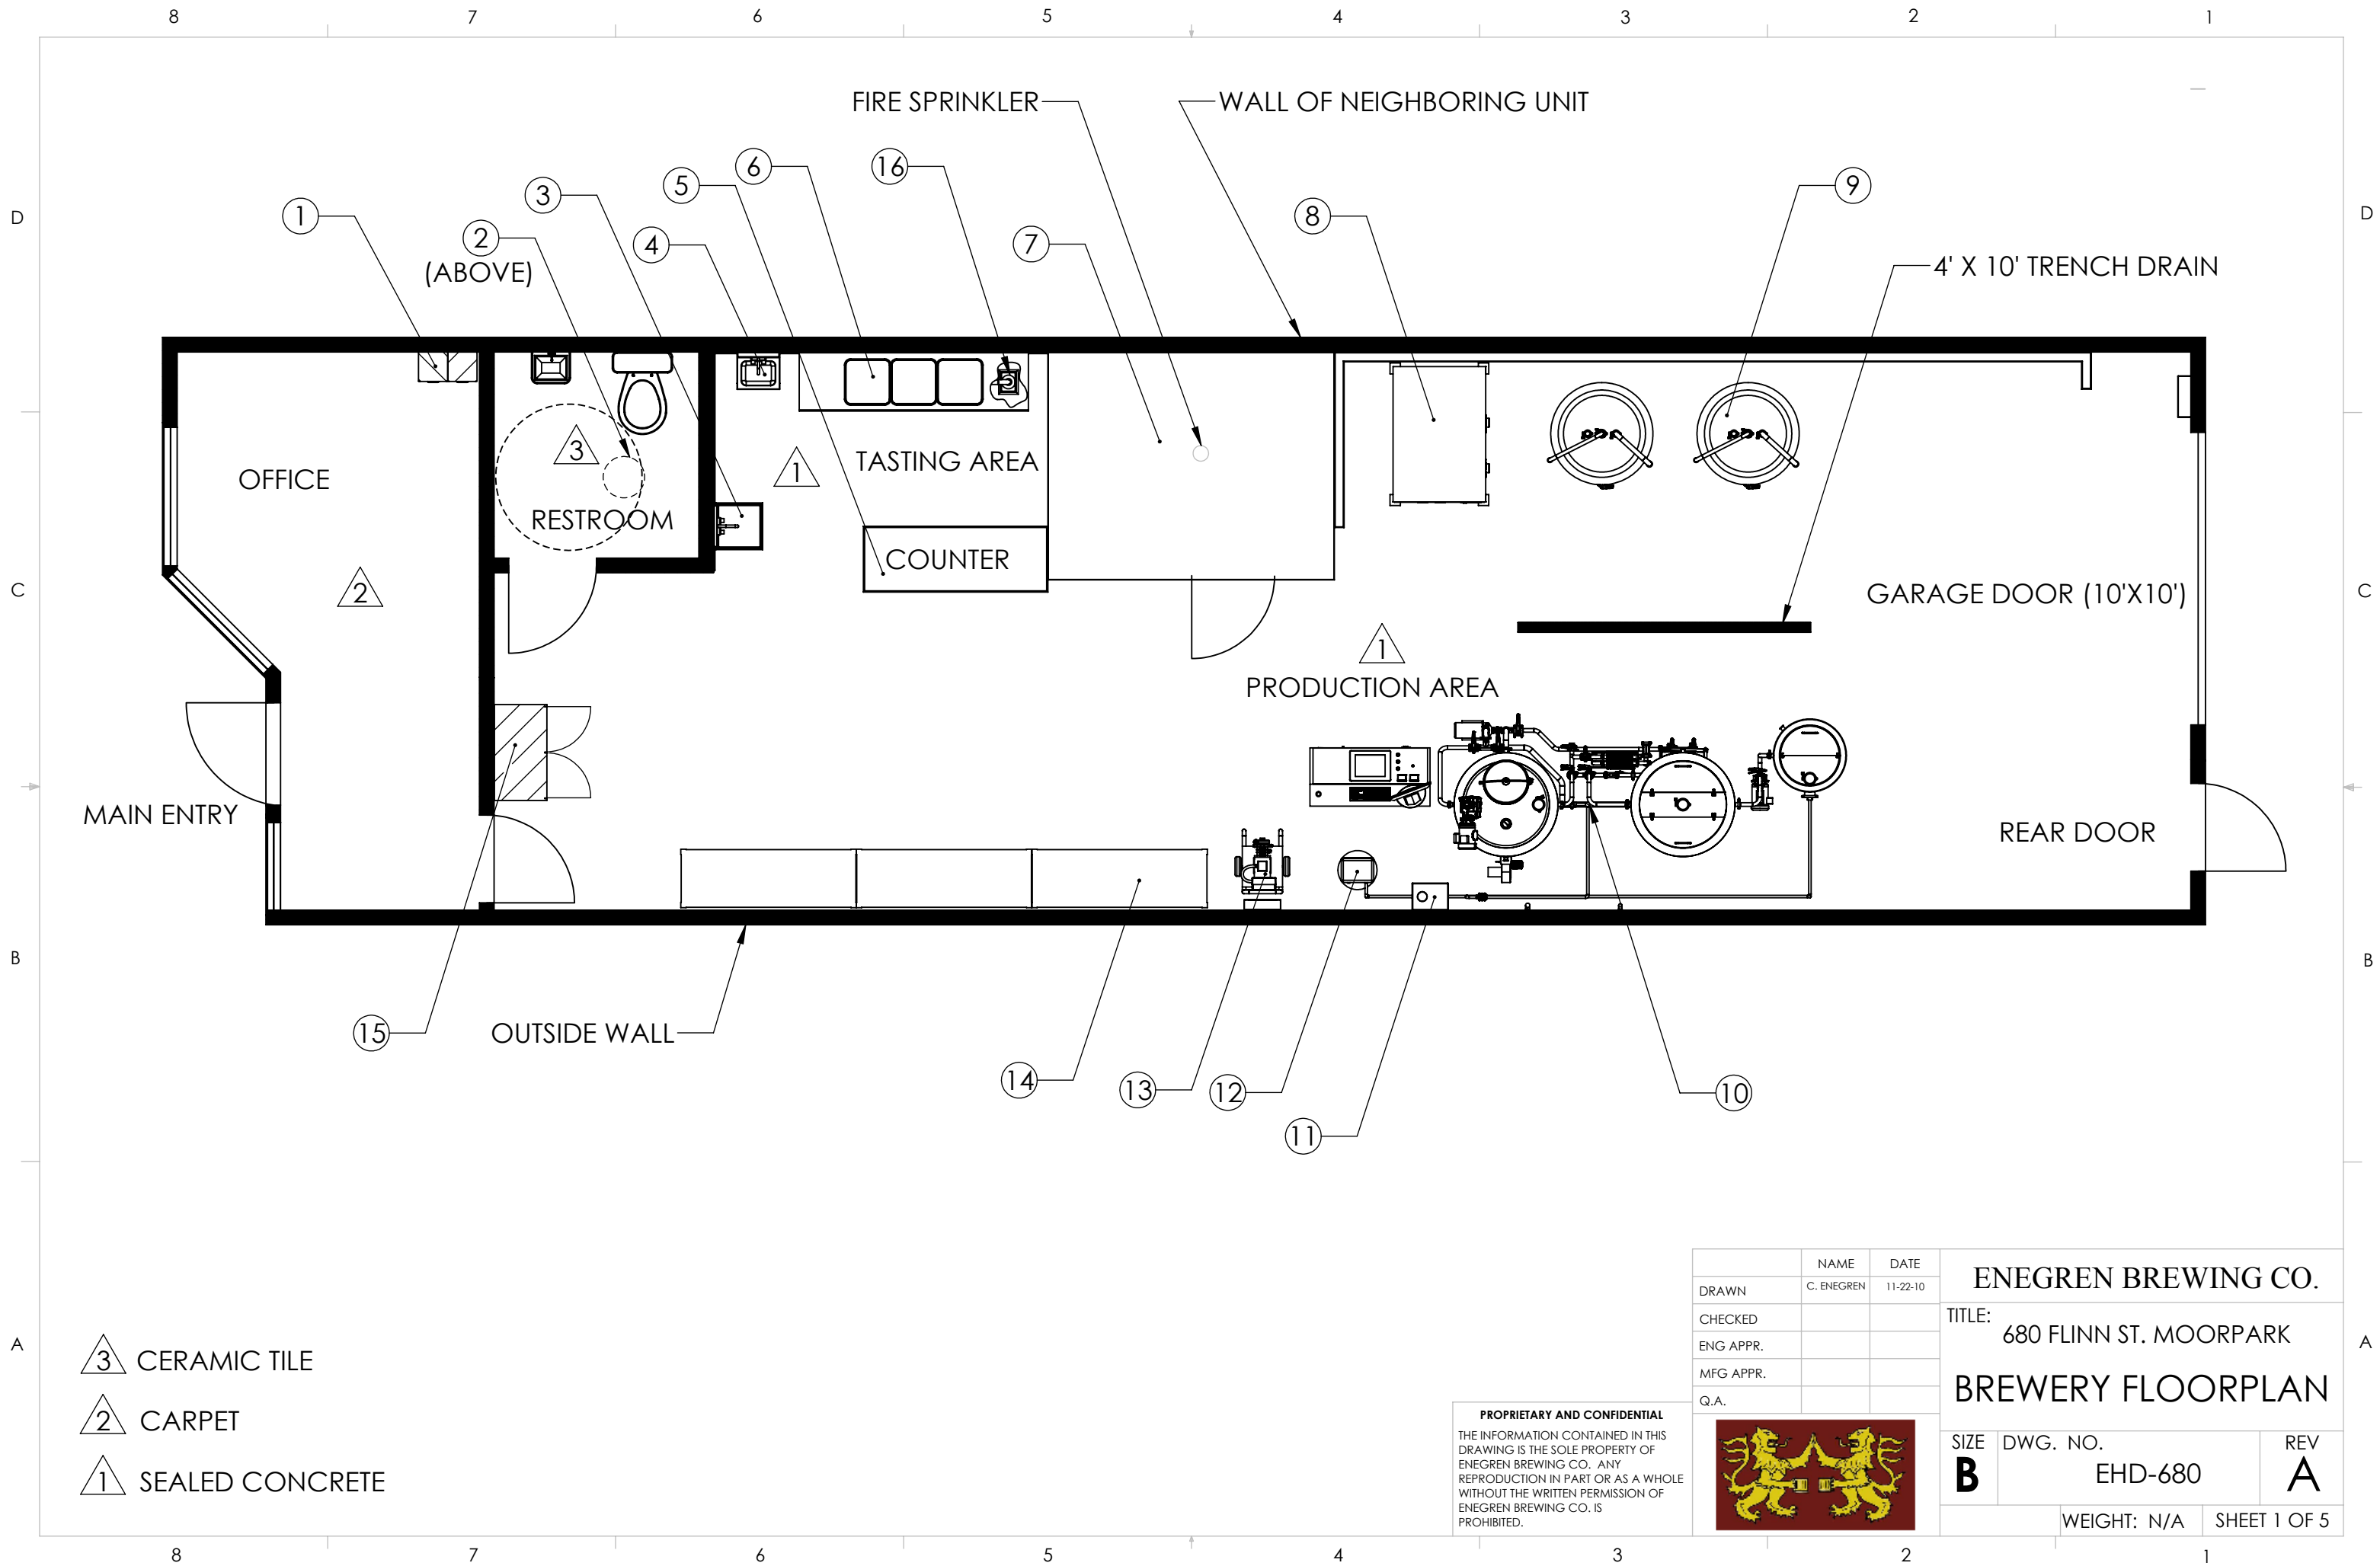 8 7 6 5 4 3 2 1
FIRE SPRINKLER
WALL OF NEIGHBORING UNIT
6
16
3
5
9
1
8
D
D
2
4
7
(ABOVE)
4' X 10' TRENCH DRAIN
3
1
TASTING AREA
OFFICE
RESTROOM
COUNTER
C
2
GARAGE DOOR (10'X10')
C
1
PRODUCTION AREA
MAIN ENTRY
REAR DOOR
B
B
15
OUTSIDE WALL
14
13
12
10
11
A
A
3 CERAMIC TILE
2 CARPET
1 SEALED CONCRETE
PROPRIETARY AND CONFIDENTIAL
THE INFORMATION CONTAINED IN THIS
DRAWING IS THE SOLE PROPERTY OF
ENEGREN BREWING CO. ANY
REPRODUCTION IN PART OR AS A WHOLE
WITHOUT THE WRITTEN PERMISSION OF
ENEGREN BREWING CO. IS
PROHIBITED.
NAME DATE
DRAWN C. ENEGREN 11-22-10
CHECKED
ENG APPR.
MFG APPR.
Q.A.
ENEGREN BREWING CO.
TITLE:
680 FLINN ST. MOORPARK
BREWERY FLOORPLAN
SIZE DWG. NO. REV
B EHD-680 A
WEIGHT: N/A SHEET 1 OF 5
8 7 6 5 4 3 2 1